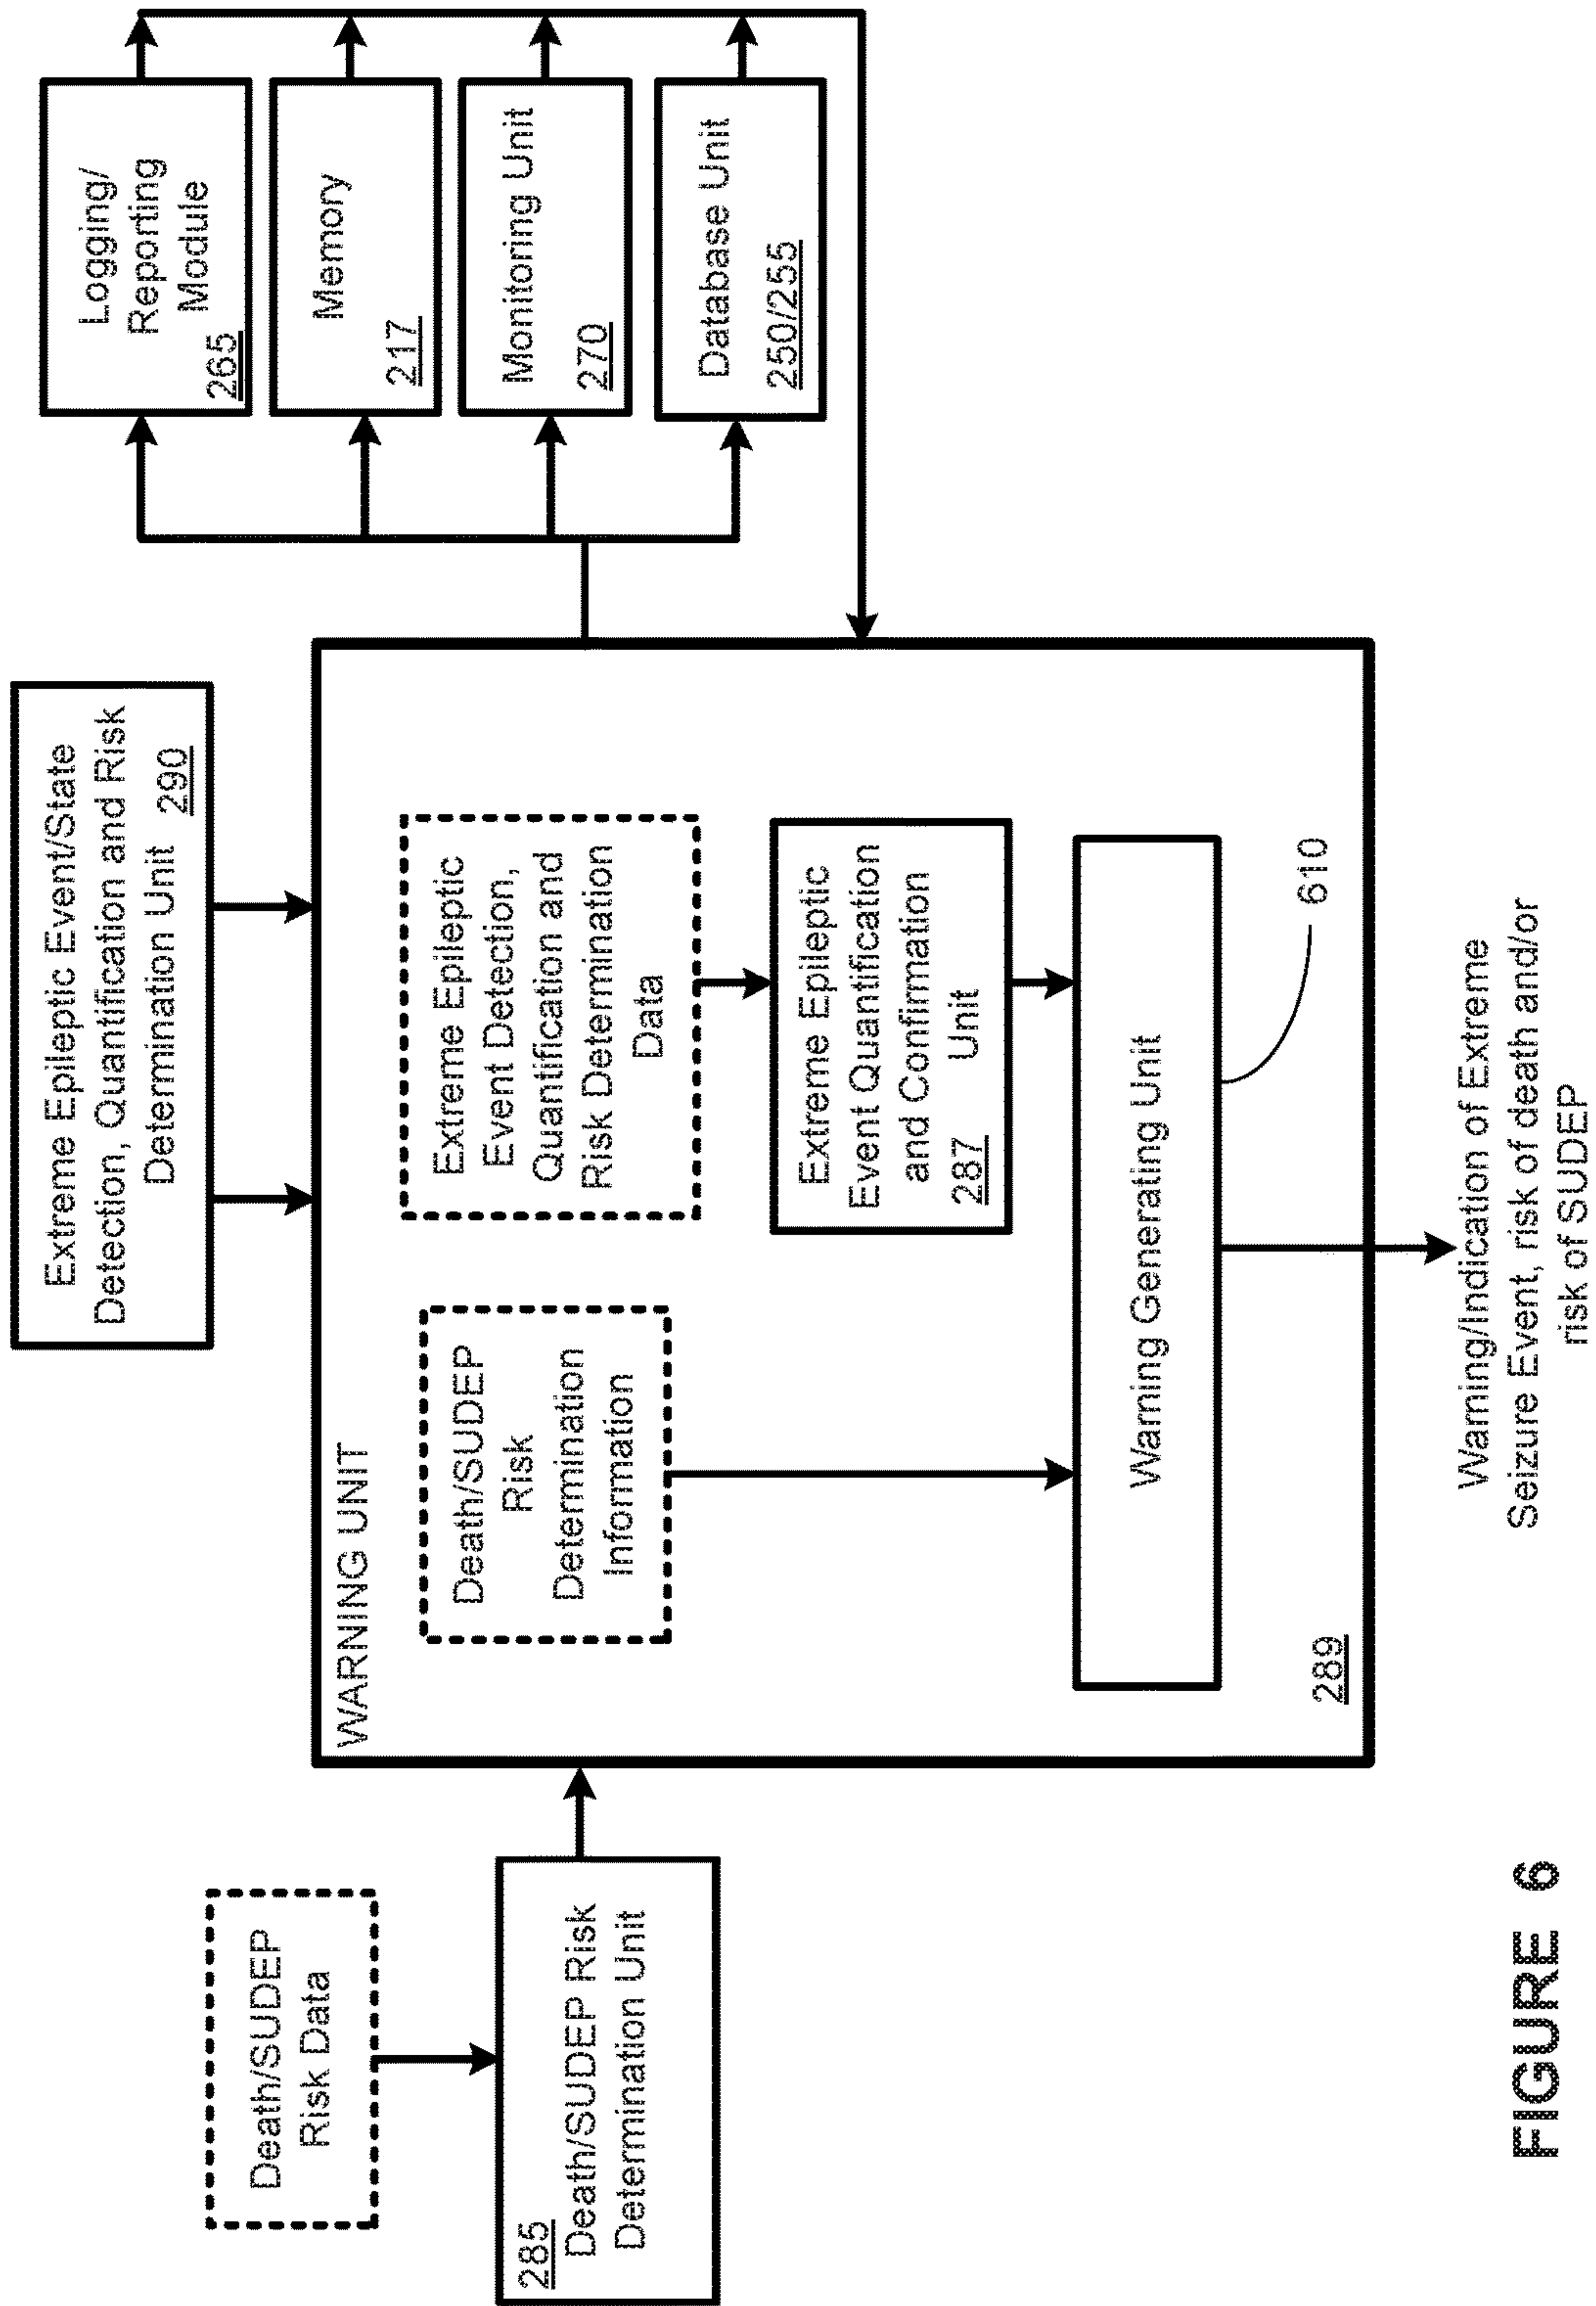 Extreme Epileptic Event/State
Detection, Quantification and Risk
Determination Unit 290
Logging/
Reporting
Module
265
Memory
217
Monitoring Unit
270
Database Unit
250/255
Death/SUDEP
Risk Data
285
Death/SUDEP Risk
Determination Unit
WARNING UNIT
Death/SUDEP
Risk
Determination
Information
Extreme Epileptic
Event Detection,
Quantification and
Risk Determination
Data
Extreme Epileptic
Event Quantification
and Confirmation
287 Unit
Warning Generating Unit
289
610
Warning/Indication of Extreme
Seizure Event, risk of death and/or
risk of SUDEP
FIGURE 6